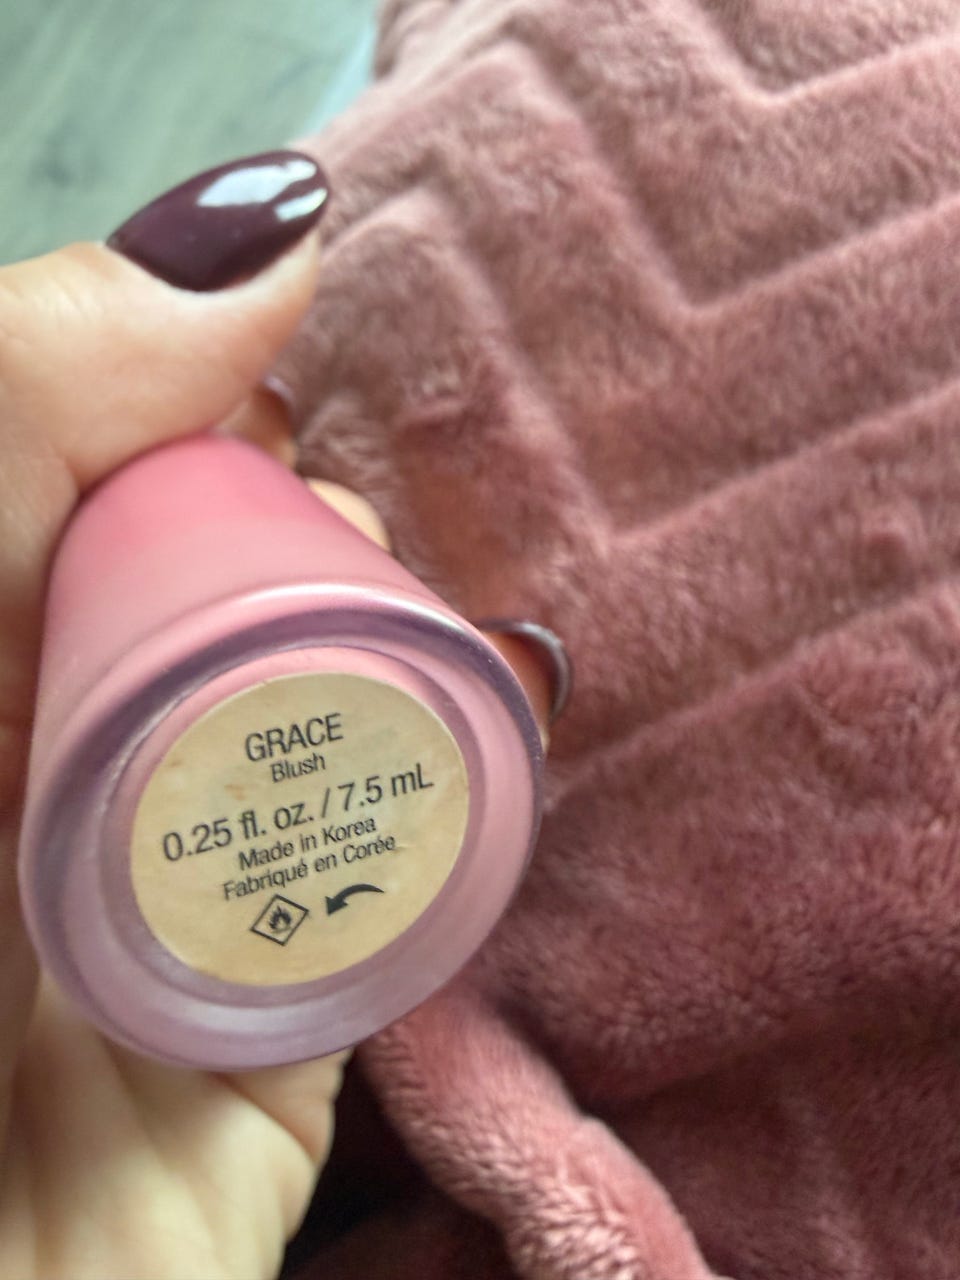 GRACE
Blush
0.25 fl. oz. / 7.5 mL
Made in Korea
Fabriqué en Corée